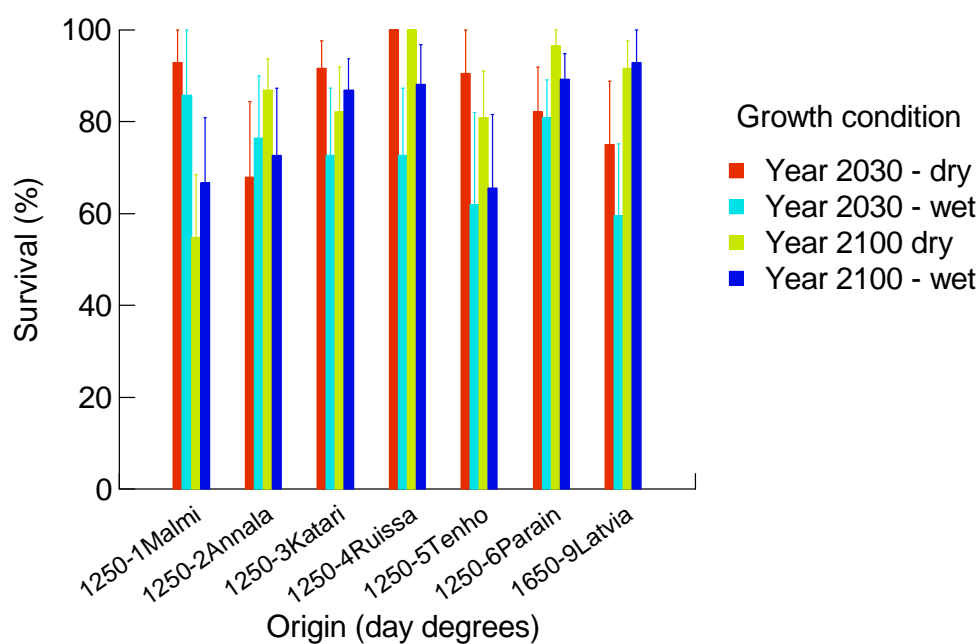 100
80
60
40
20
0
Survival (%)
1250-1Malmi
1250-2Annala
1250-3Katari
1250-4Ruissa
1250-5Tenho
1250-6Parain
1650-9Latvia
Origin (day degrees)
Growth condition
Year 2030 - dry
Year 2030 - wet
Year 2100 dry
Year 2100 - wet